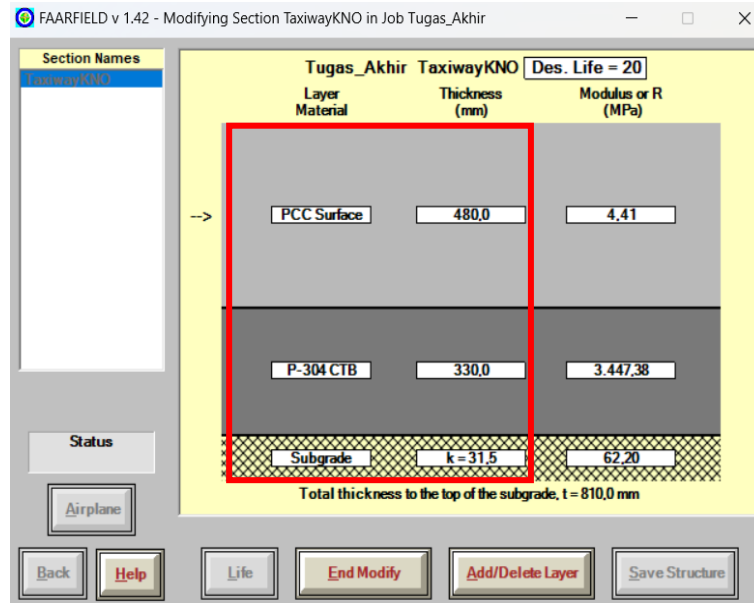 FAARFIELD v 1.42 - Modifying Section TaxiwayKNO in Job Tugas_Akhir
Section Names
TaxiwayKNO
Tugas_Akhir TaxiwayKNO Des. Life = 20
Layer Material Thickness (mm) Modulus or R (MPa)
--> PCC Surface 480,0 4,41
P-304 CTB 330,0 3.447,38
Subgrade k = 31,5 62,20
Total thickness to the top of the subgrade, t = 810,0 mm
Status
Airplane
Back Help Life End Modify Add/Delete Layer Save Structure